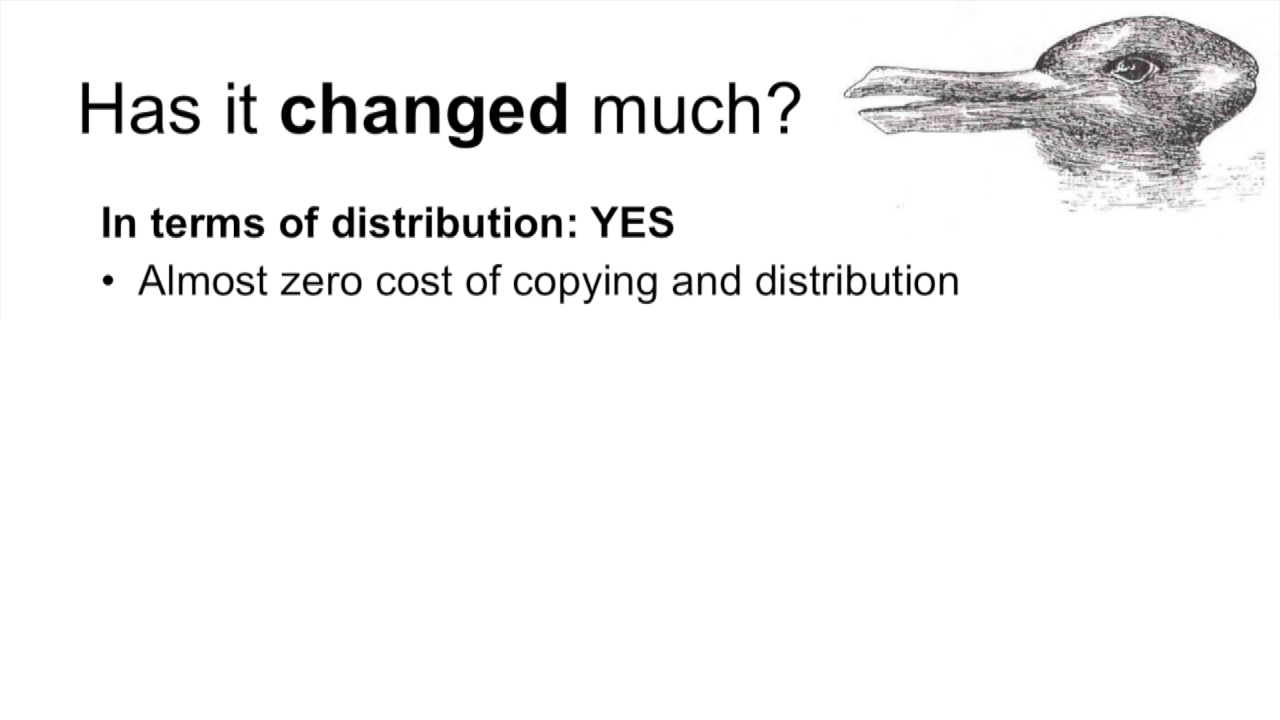 Has it changed much?
In terms of distribution: YES
• Almost zero cost of copying and distribution